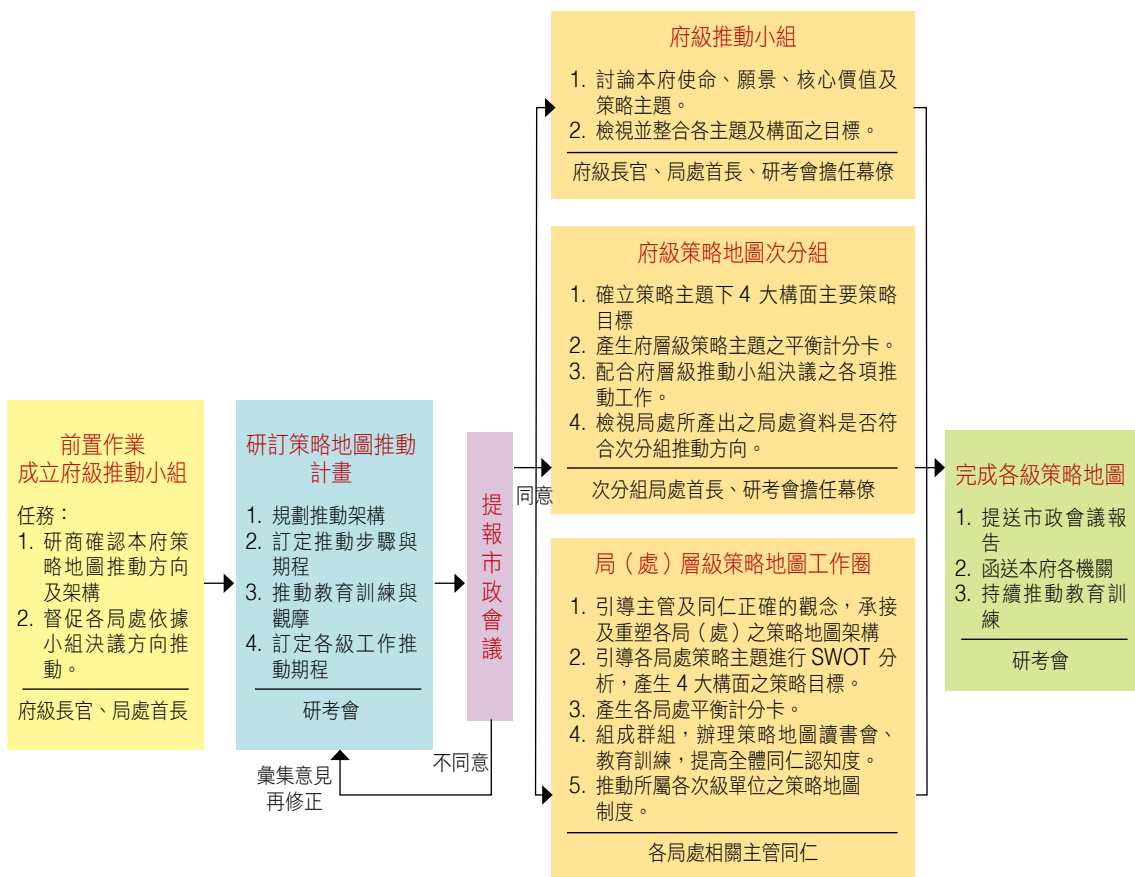 前置作業
成立府級推動小組
任務：
1. 研商確認本府策
略地圖推動方向
及架構
2. 督促各局處依據
小組決議方向推
動。
府級長官、局處首長
研訂策略地圖推動
計畫
1. 規劃推動架構
2. 訂定推動步驟與
期程
3. 推動教育訓練與
觀摩
4. 訂定各級工作推
動期程
研考會
提報市政會議
同意
不同意
彙集意見
再修正
府級推動小組
1. 討論本府使命、願景、核心價值及
策略主題。
2. 檢視並整合各主題及構面之目標。
府級長官、局處首長、研考會擔任幕僚
府級策略地圖次分組
1. 確立策略主題下 4 大構面主要策略
目標
2. 產生府層級策略主題之平衡計分卡。
3. 配合府層級推動小組決議之各項推
動工作。
4. 檢視局處所產出之局處資料是否符
合次分組推動方向。
次分組局處首長、研考會擔任幕僚
局（處）層級策略地圖工作圈
1. 引導主管及同仁正確的觀念，承接
及重塑各局（處）之策略地圖架構
2. 引導各局處策略主題進行 SWOT 分
析，產生 4 大構面之策略目標。
3. 產生各局處平衡計分卡。
4. 組成群組，辦理策略地圖讀書會、
教育訓練，提高全體同仁認知度。
5. 推動所屬各次級單位之策略地圖
制度。
各局處相關主管同仁
完成各級策略地圖
1. 提送市政會議報
告
2. 函送本府各機關
3. 持續推動教育訓
練
研考會